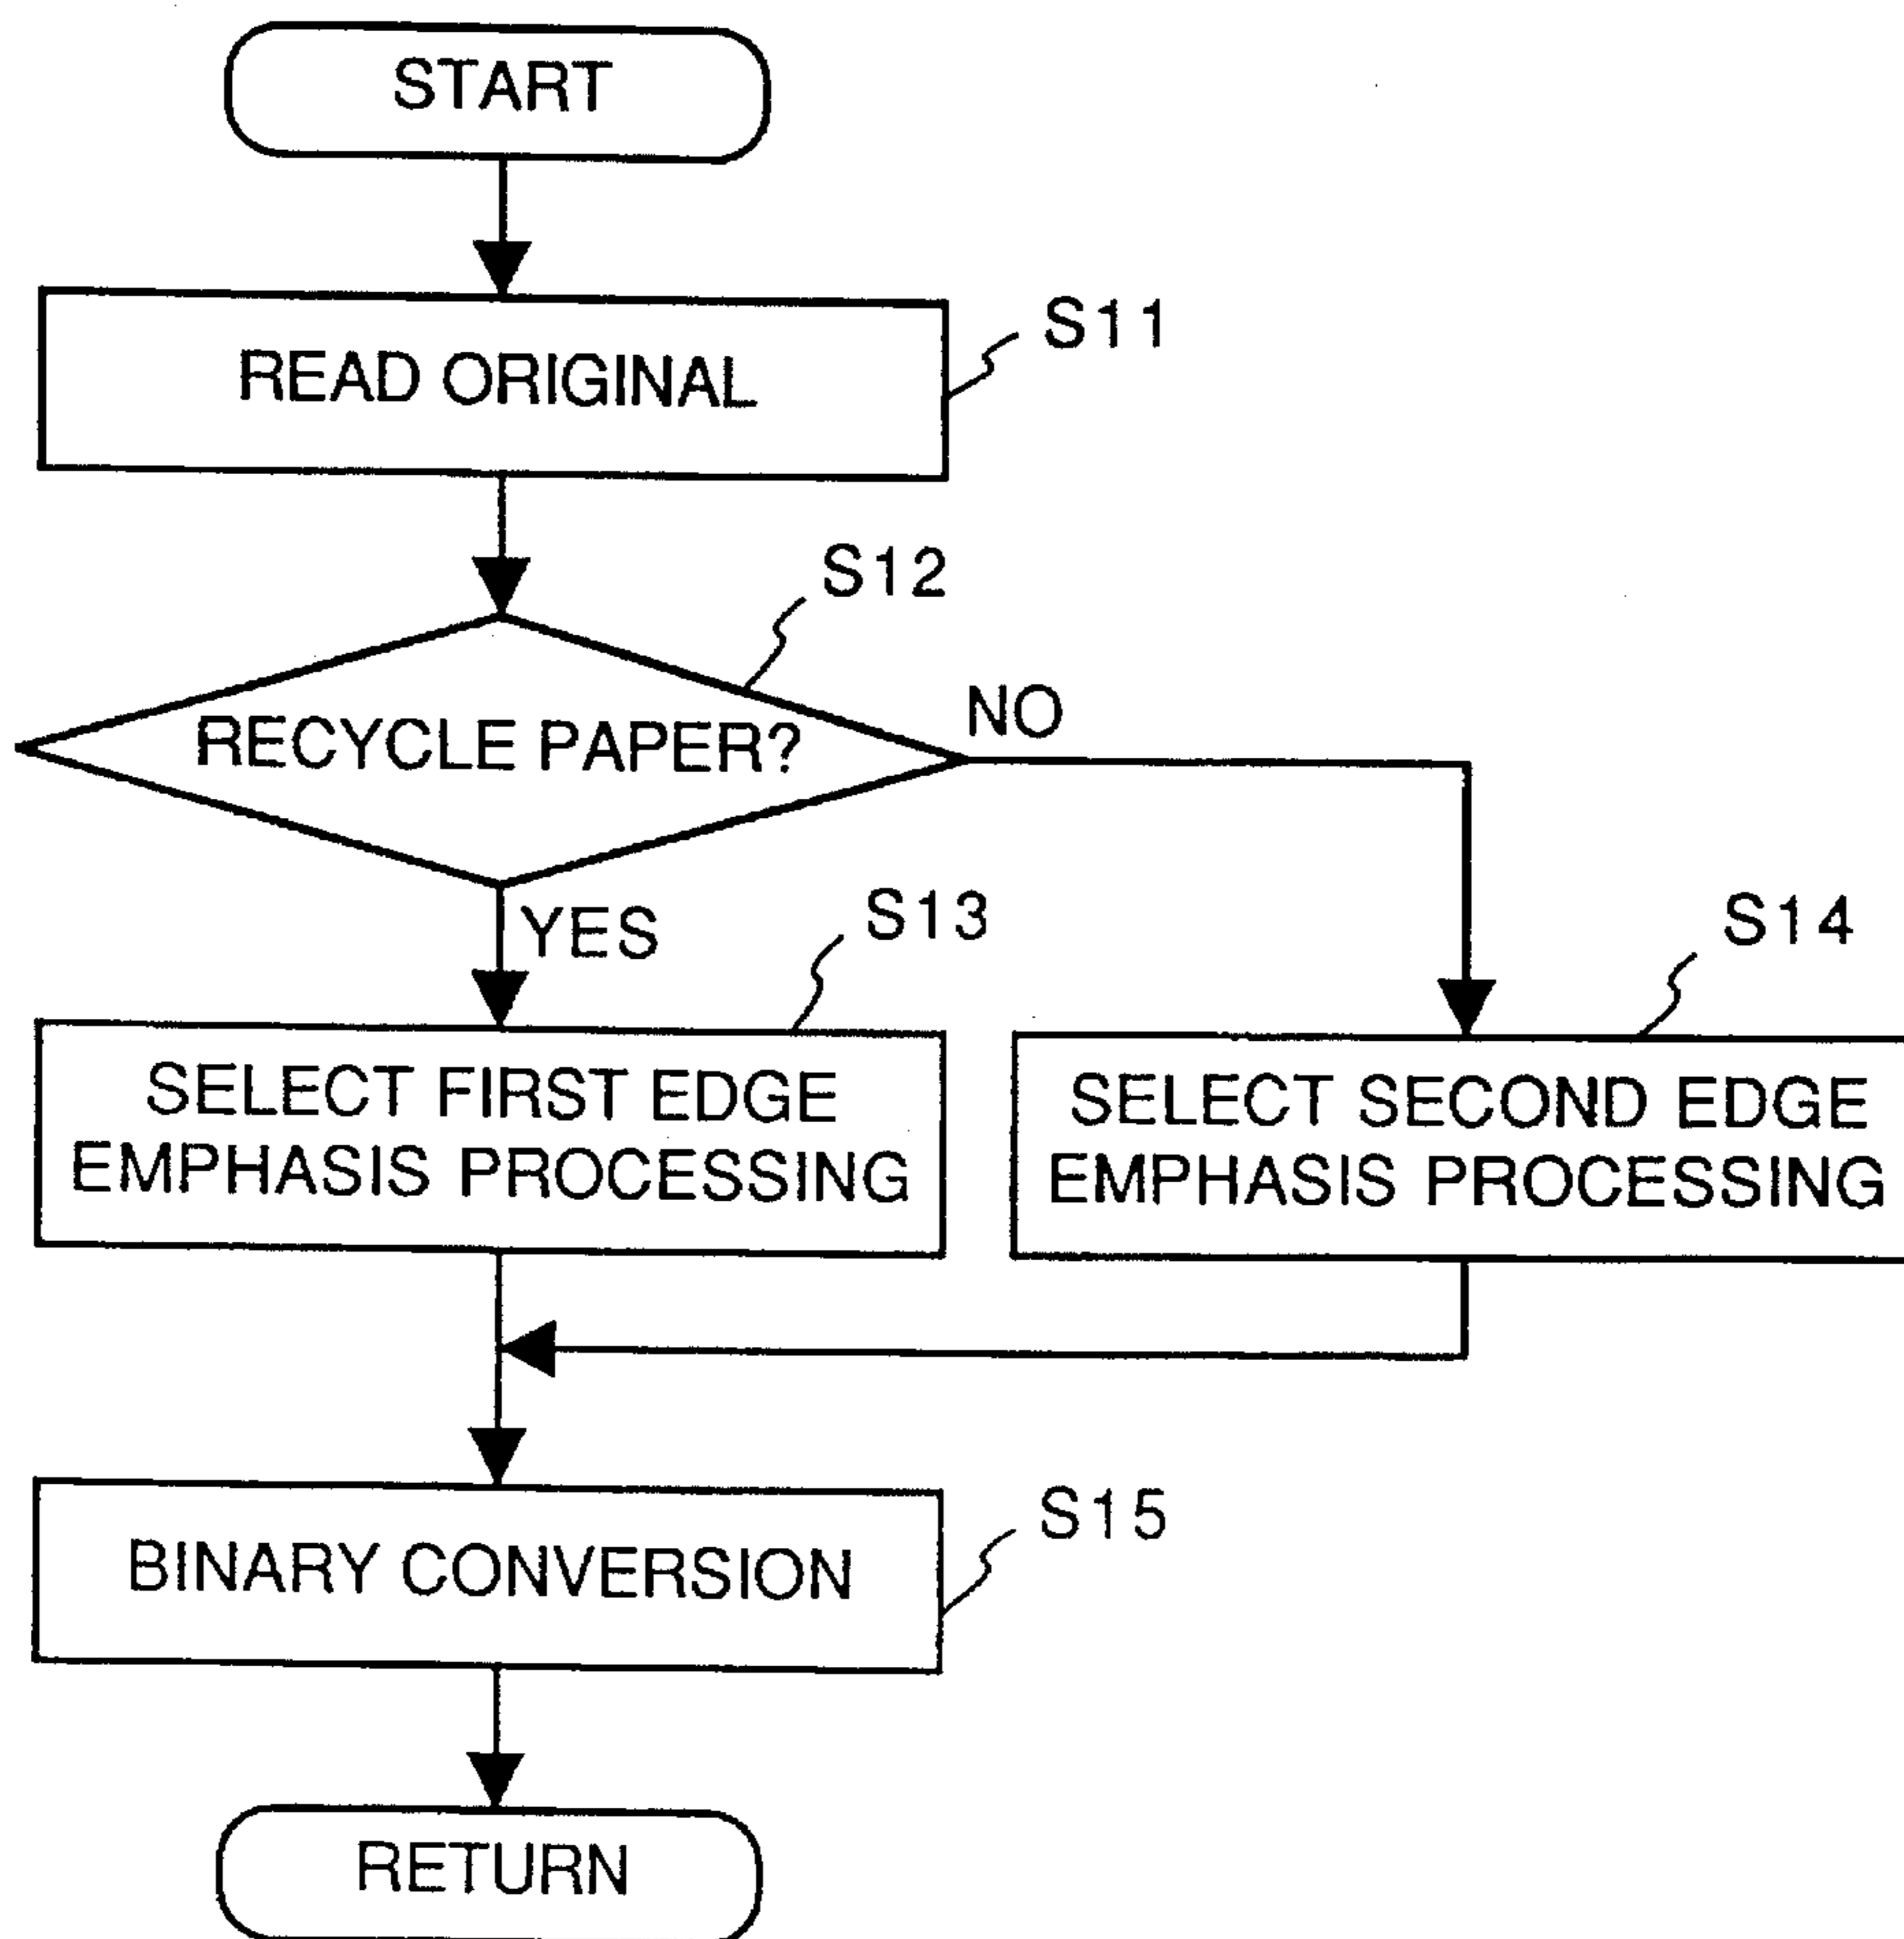 START
READ ORIGINAL
S11
S12
RECYCLE PAPER?
NO
YES
S13
S14
SELECT FIRST EDGE
EMPHASIS PROCESSING
SELECT SECOND EDGE
EMPHASIS PROCESSING
BINARY CONVERSION
S15
RETURN